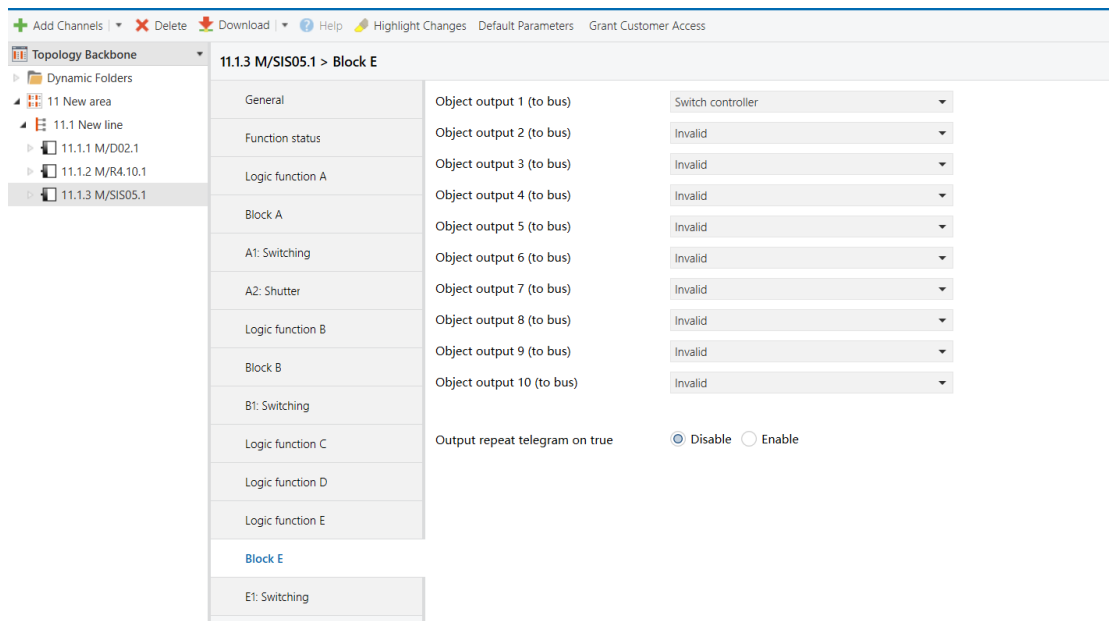 Add Channels Delete Download Help Highlight Changes Default Parameters Grant Customer Access
Topology Backbone
Dynamic Folders
11 New area
11.1 New line
11.1.1 M/D02.1
11.1.2 M/R4.10.1
11.1.3 M/SIS05.1
11.1.3 M/SIS05.1 > Block E
General
Function status
Logic function A
Block A
A1: Switching
A2: Shutter
Logic function B
Block B
B1: Switching
Logic function C
Logic function D
Logic function E
Block E
E1: Switching
Object output 1 (to bus) Switch controller
Object output 2 (to bus) Invalid
Object output 3 (to bus) Invalid
Object output 4 (to bus) Invalid
Object output 5 (to bus) Invalid
Object output 6 (to bus) Invalid
Object output 7 (to bus) Invalid
Object output 8 (to bus) Invalid
Object output 9 (to bus) Invalid
Object output 10 (to bus) Invalid
Output repeat telegram on true Disable Enable